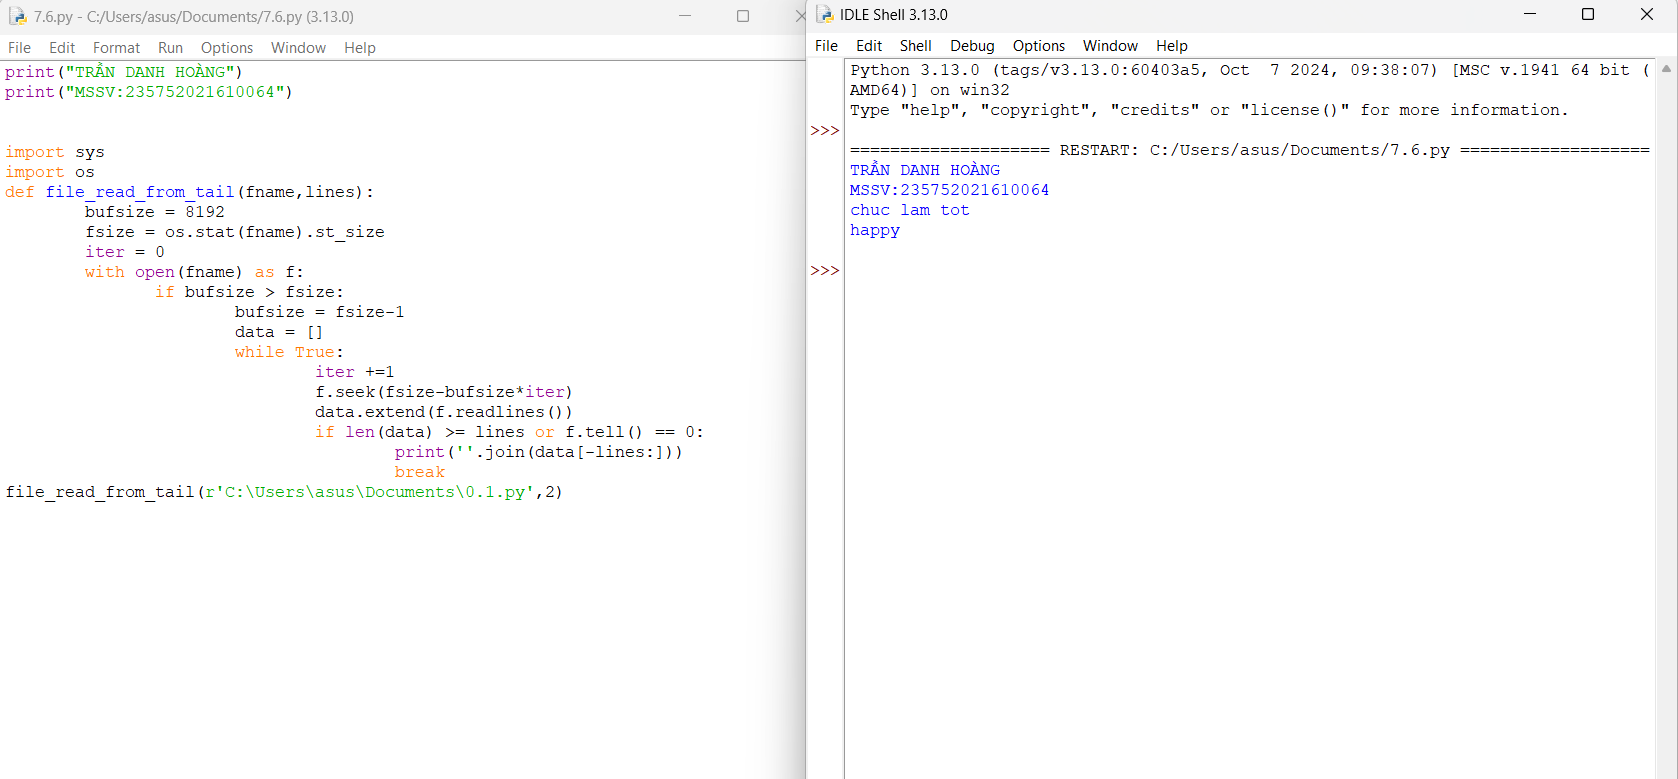 7.6.py - C:/Users/asus/Documents/7.6.py (3.13.0)
File Edit Format Run Options Window Help
print("TRẦN DANH HOÀNG")
print("MSSV:235752021610064")
import sys
import os
def file_read_from_tail(fname,lines):
        bufsize = 8192
        fsize = os.stat(fname).st_size
        iter = 0
        with open(fname) as f:
               if bufsize > fsize:
                       bufsize = fsize-1
                       data = []
                       while True:
                               iter +=1
                               f.seek(fsize-bufsize*iter)
                               data.extend(f.readlines())
                               if len(data) >= lines or f.tell() == 0:
                                       print(''.join(data[-lines:]))
                                       break
file_read_from_tail(r'C:\Users\asus\Documents\0.1.py',2)
IDLE Shell 3.13.0
File Edit Shell Debug Options Window Help
Python 3.13.0 (tags/v3.13.0:60403a5, Oct  7 2024, 09:38:07) [MSC v.1941 64 bit (
AMD64)] on win32
Type "help", "copyright", "credits" or "license()" for more information.
>>>
==================== RESTART: C:/Users/asus/Documents/7.6.py ===================
TRẦN DANH HOÀNG
MSSV:235752021610064
chuc lam tot
happy
>>>